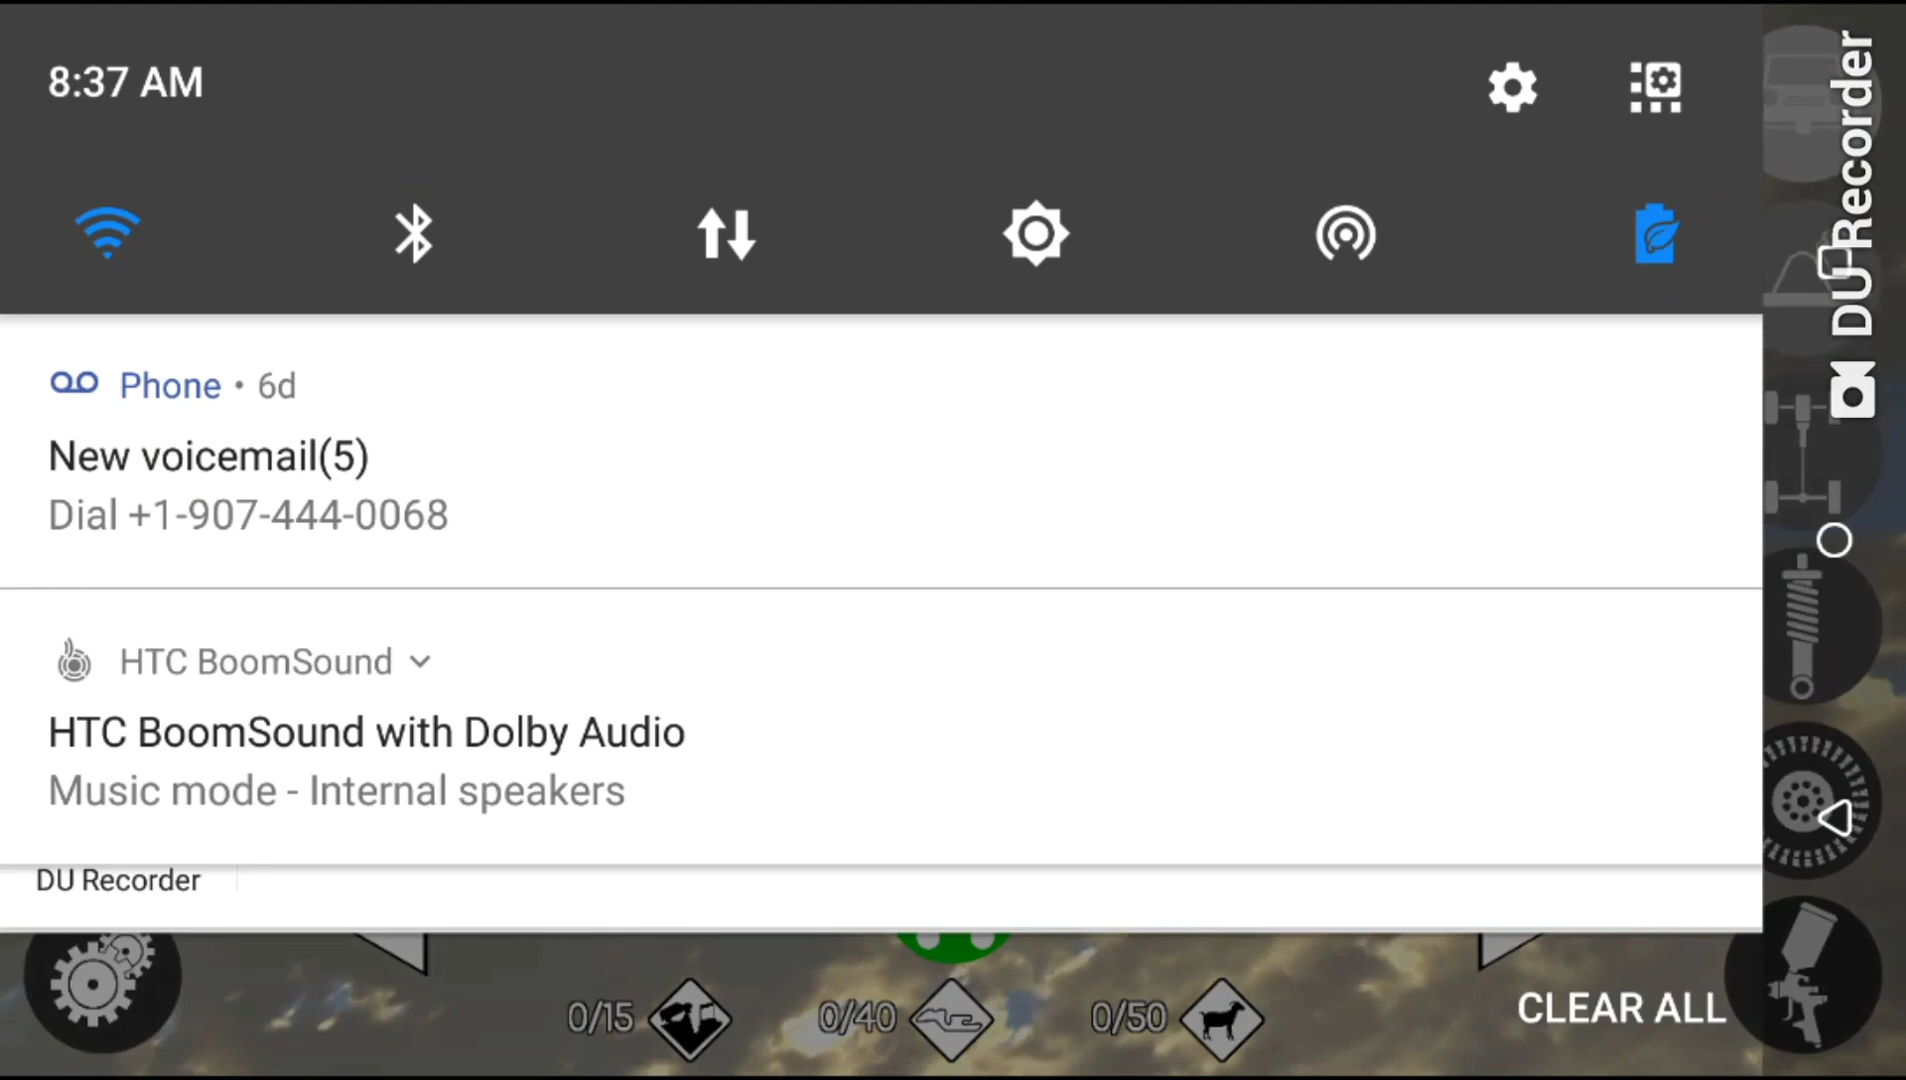 8:37 AM
Phone • 6d
New voicemail(5)
Dial +1-907-444-0068
HTC BoomSound
HTC BoomSound with Dolby Audio
Music mode - Internal speakers
DU Recorder
0/15
0/40
0/50
CLEAR ALL
DU Recorder